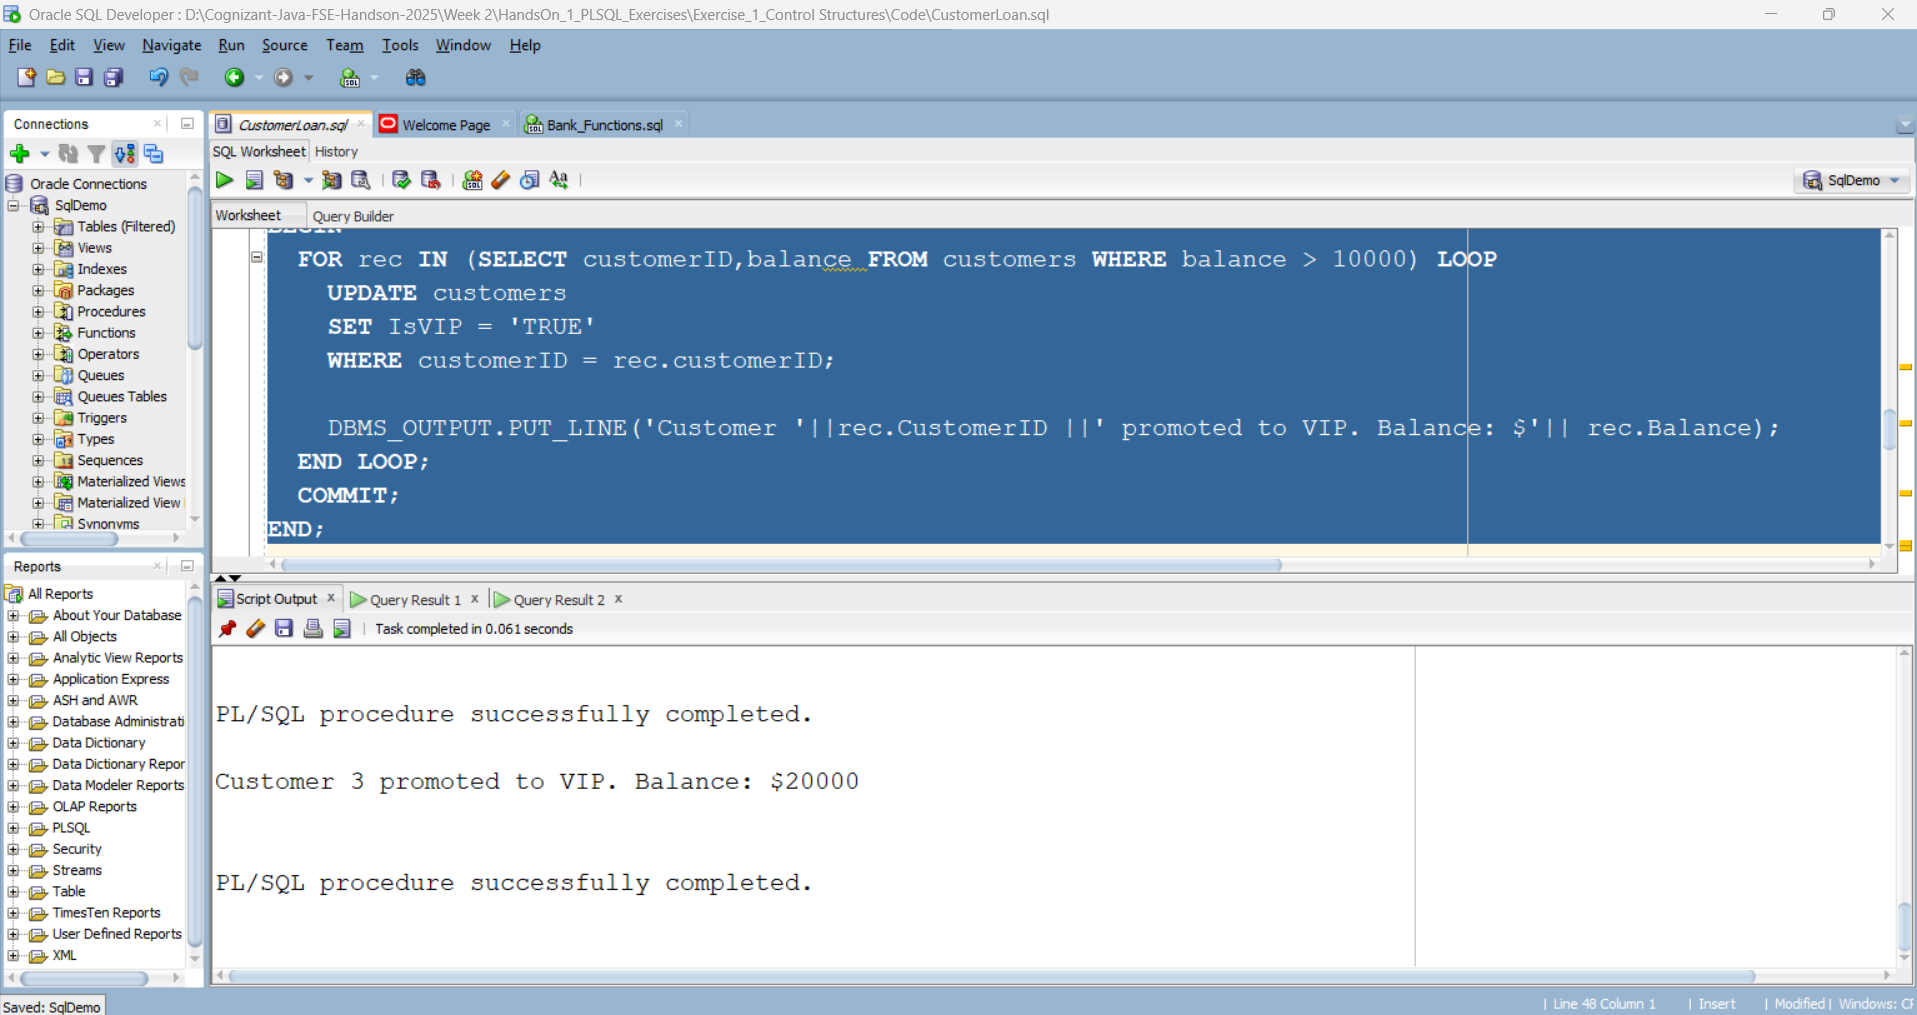 Oracle SQL Developer : D:\Cognizant-Java-FSE-Handson-2025\Week 2\HandsOn_1_PLSQL_Exercises\Exercise_1_Control Structures\Code\CustomerLoan.sql
File Edit View Navigate Run Source Team Tools Window Help
Connections
Oracle Connections
SqlDemo
Tables (Filtered)
Views
Indexes
Packages
Procedures
Functions
Operators
Queues
Queues Tables
Triggers
Types
Sequences
Materialized Views
Materialized View
Synonyms
Reports
All Reports
About Your Database
All Objects
Analytic View Reports
Application Express
ASH and AWR
Database Administrati
Data Dictionary
Data Dictionary Repor
Data Modeler Reports
OLAP Reports
PLSQL
Security
Streams
Table
TimesTen Reports
User Defined Reports
XML
CustomerLoan.sql Welcome Page Bank_Functions.sql
SQL Worksheet History
SqlDemo
Worksheet Query Builder
BEGIN
FOR rec IN (SELECT customerID,balance FROM customers WHERE balance > 10000) LOOP
UPDATE customers
SET IsVIP = 'TRUE'
WHERE customerID = rec.customerID;
DBMS_OUTPUT.PUT_LINE('Customer '||rec.CustomerID ||' promoted to VIP. Balance: $'|| rec.Balance);
END LOOP;
COMMIT;
END;
Script Output Query Result 1 Query Result 2
Task completed in 0.061 seconds
PL/SQL procedure successfully completed.
Customer 3 promoted to VIP. Balance: $20000
PL/SQL procedure successfully completed.
Saved: SqlDemo
Line 48 Column 1 Insert Modified Windows: CF